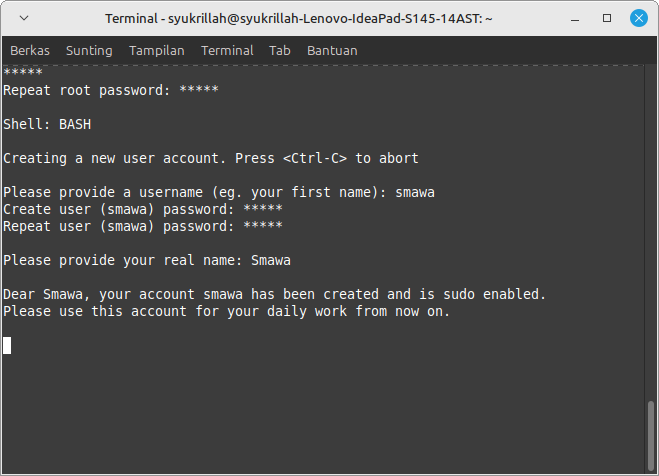 Terminal - syukrillah@syukrillah-Lenovo-IdeaPad-S145-14AST: ~
Berkas Sunting Tampilan Terminal Tab Bantuan
*****
Repeat root password: *****
Shell: BASH
Creating a new user account. Press <Ctrl-C> to abort
Please provide a username (eg. your first name): smawa
Create user (smawa) password: *****
Repeat user (smawa) password: *****
Please provide your real name: Smawa
Dear Smawa, your account smawa has been created and is sudo enabled.
Please use this account for your daily work from now on.